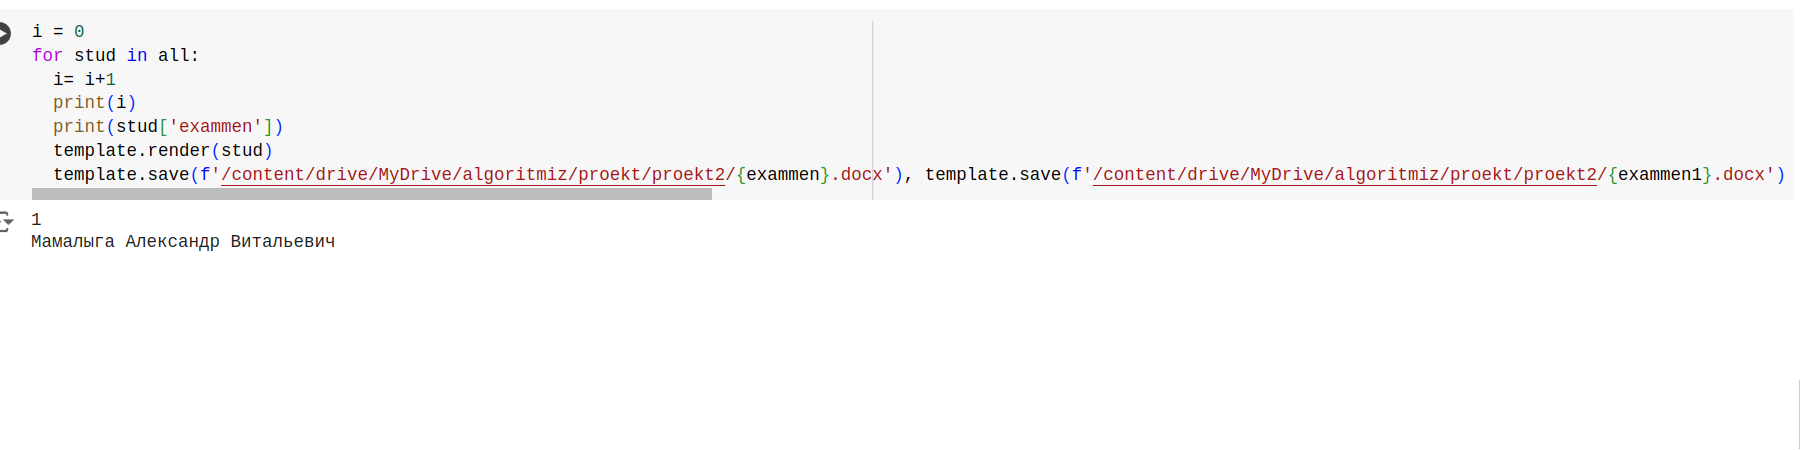 i = 0
for stud in all:
  i= i+1
  print(i)
  print(stud['exammen'])
  template.render(stud)
  template.save(f'/content/drive/MyDrive/algoritmiz/proekt/proekt2/{exammen}.docx'), template.save(f'/content/drive/MyDrive/algoritmiz/proekt/proekt2/{exammen1}.docx')
1
Мамалыга Александр Витальевич